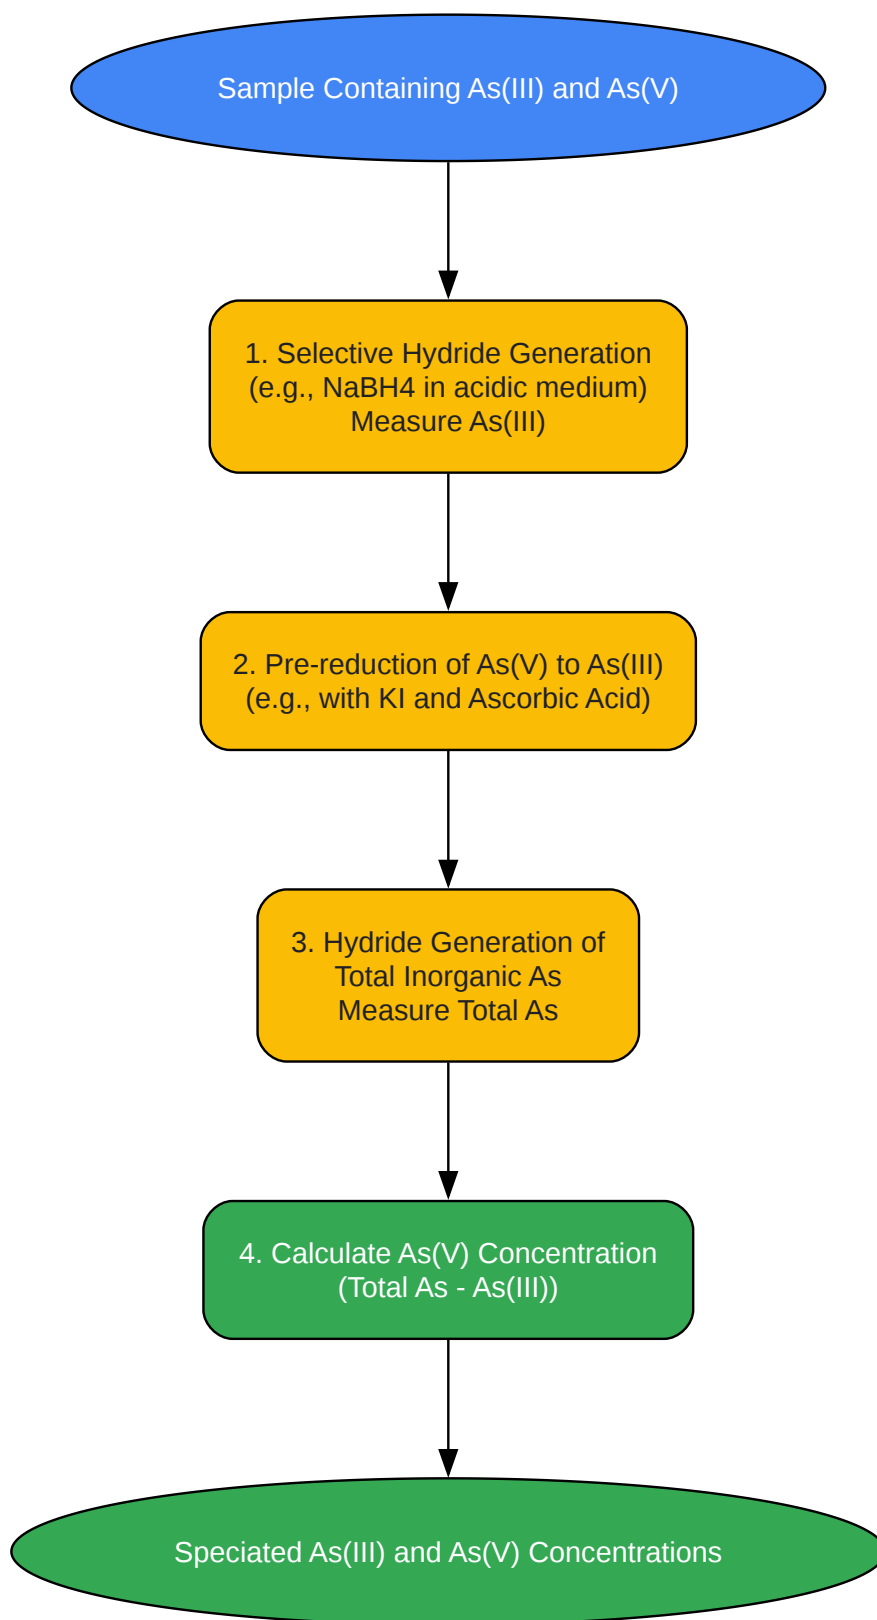 Sample Containing As(III) and As(V)
1. Selective Hydride Generation
(e.g., NaBH4 in acidic medium)
Measure As(III)
2. Pre-reduction of As(V) to As(III)
(e.g., with KI and Ascorbic Acid)
3. Hydride Generation of
Total Inorganic As
Measure Total As
4. Calculate As(V) Concentration
(Total As - As(III))
Speciated As(III) and As(V) Concentrations